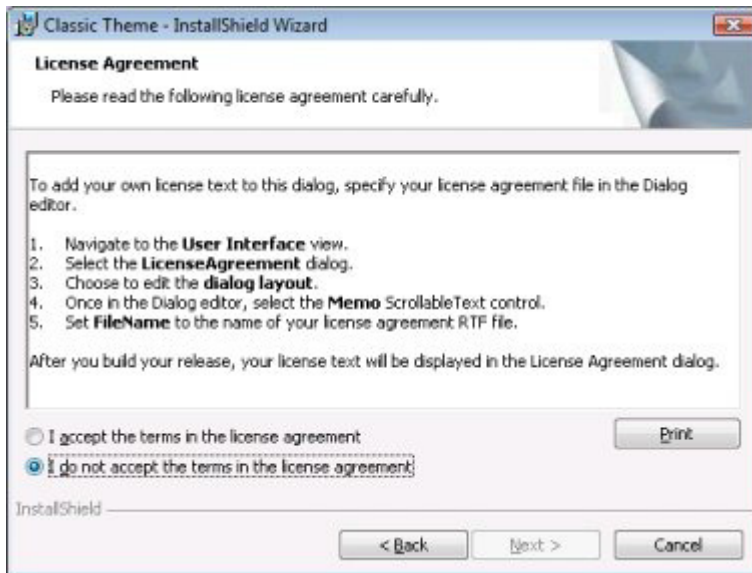 Classic Theme - InstallShield Wizard
License Agreement
Please read the following license agreement carefully.
To add your own license text to this dialog, specify your license agreement file in the Dialog
editor.
1. Navigate to the User Interface view.
2. Select the LicenseAgreement dialog.
3. Choose to edit the dialog layout.
4. Once in the Dialog editor, select the Memo ScrollableText control.
5. Set FileName to the name of your license agreement RTF file.
After you build your release, your license text will be displayed in the License Agreement dialog.
I accept the terms in the license agreement
Print
I do not accept the terms in the license agreement
InstallShield
< Back
Next >
Cancel